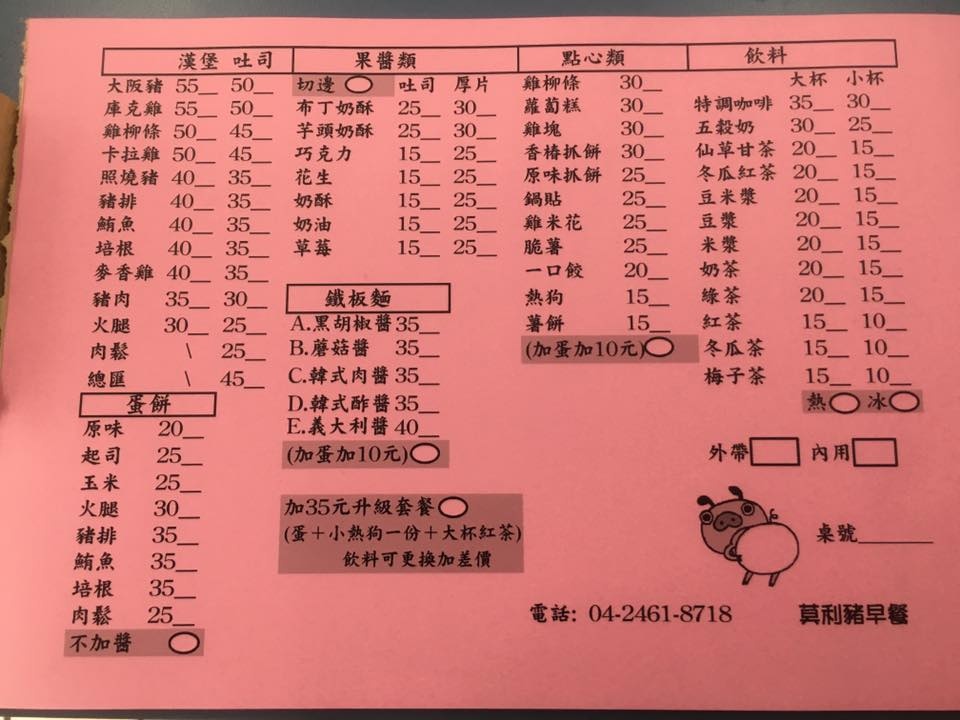 漢堡 吐司
大阪豬 55__ 50__
庫克雞 55__ 50__
雞柳條 50__ 45__
卡拉雞 50__ 45__
照燒豬 40__ 35__
豬排 40__ 35__
鮪魚 40__ 35__
培根 40__ 35__
麥香雞 40__ 35__
豬肉 35__ 30__
火腿 30__ 25__
肉鬆 \ 25__
總匯 \ 45__
蛋餅
原味 20__
起司 25__
玉米 25__
火腿 30__
豬排 35__
鮪魚 35__
培根 35__
肉鬆 25__
不加醬
果醬類
切邊 吐司 厚片
布丁奶酥 25__ 30__
芋頭奶酥 25__ 30__
巧克力 15__ 25__
花生 15__ 25__
奶酥 15__ 25__
奶油 15__ 25__
草莓 15__ 25__
鐵板麵
A.黑胡椒醬 35__
B.蘑菇醬 35__
C.韓式肉醬 35__
D.韓式酢醬 35__
E.義大利醬 40__
(加蛋加10元)
加35元升級套餐
(蛋＋小熱狗一份＋大杯紅茶)
飲料可更換加差價
點心類
雞柳條 30__
蘿蔔糕 30__
雞塊 30__
香椿抓餅 30__
原味抓餅 25__
鍋貼 25__
雞米花 25__
脆薯 25__
一口餃 20__
熱狗 15__
薯餅 15__
(加蛋加10元)
飲料
大杯 小杯
特調咖啡 35__ 30__
五穀奶 30__ 25__
仙草甘茶 20__ 15__
冬瓜紅茶 20__ 15__
豆米漿 20__ 15__
豆漿 20__ 15__
米漿 20__ 15__
奶茶 20__ 15__
綠茶 20__ 15__
紅茶 15__ 10__
冬瓜茶 15__ 10__
梅子茶 15__ 10__
熱 冰
外帶 內用
桌號______
電話: 04-2461-8718 莫利豬早餐